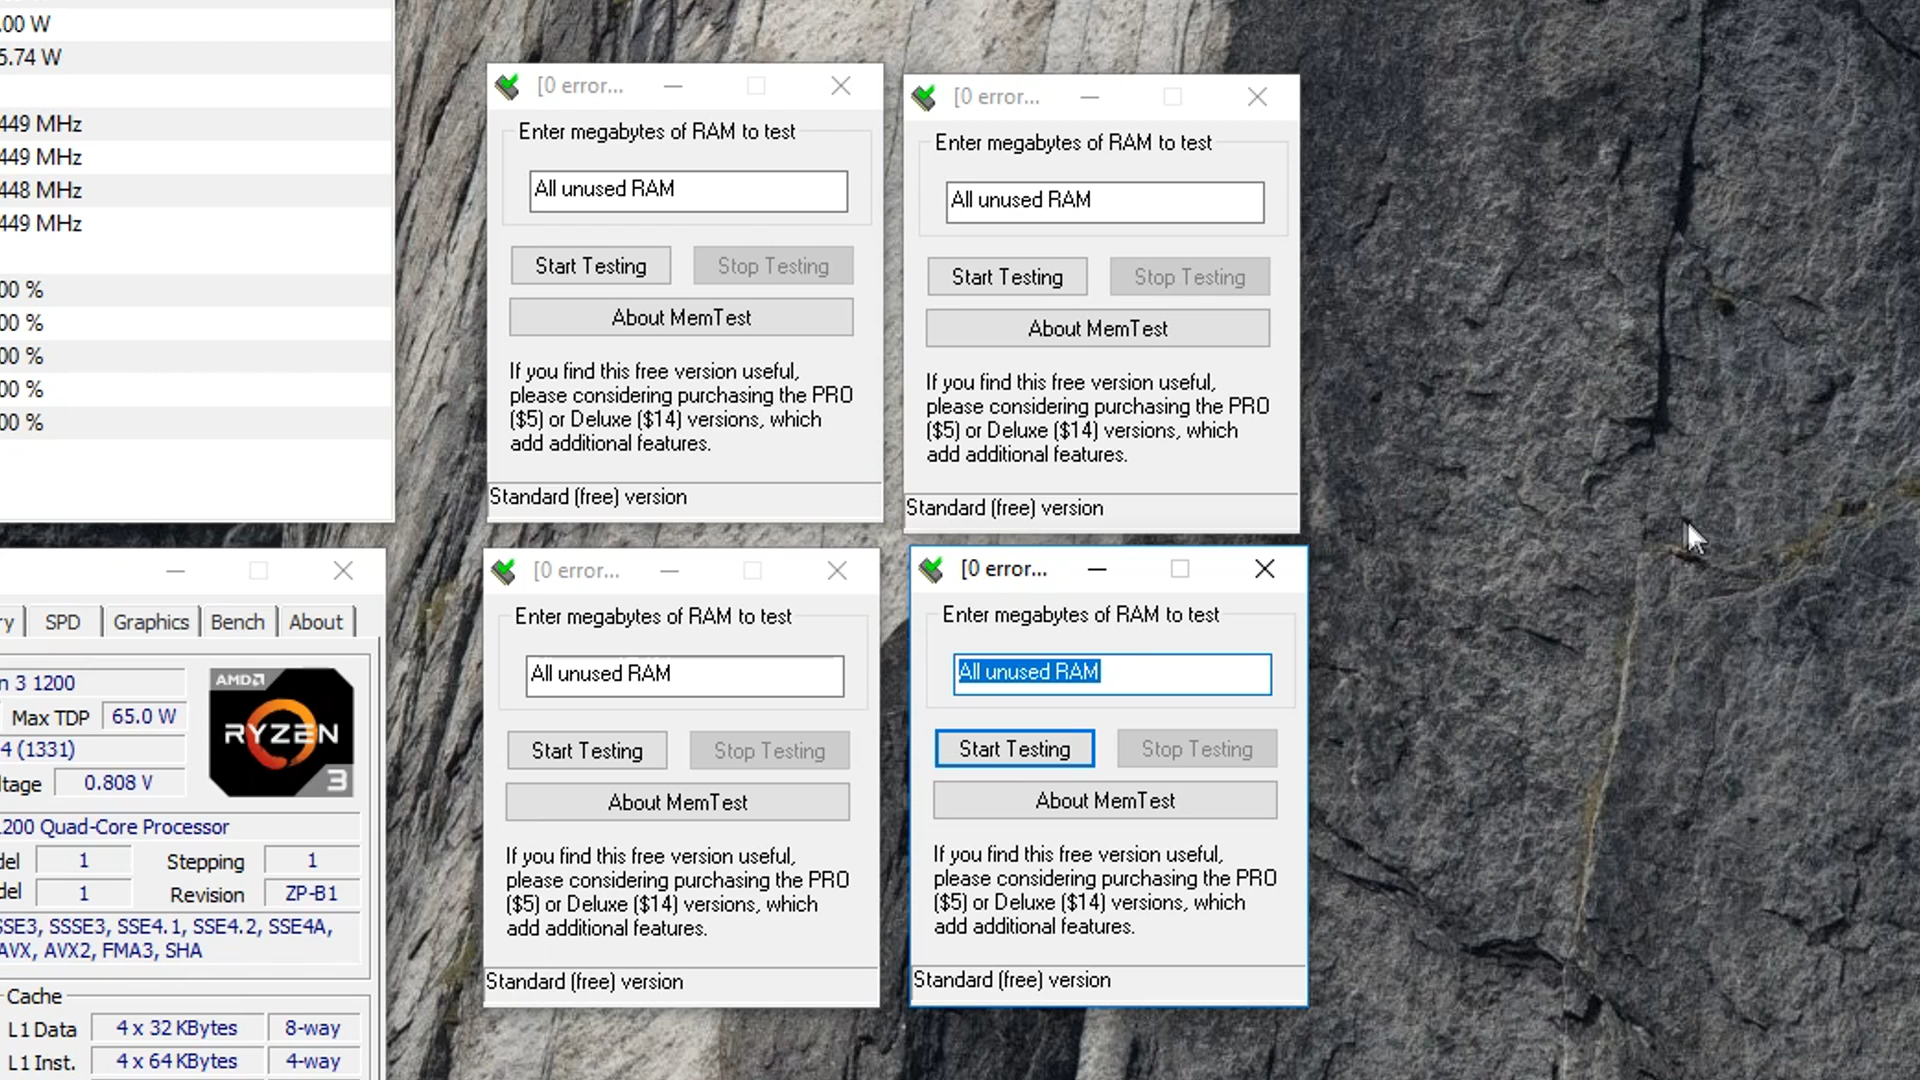 .00 W
5.74 W
449 MHz
449 MHz
448 MHz
449 MHz
00 %
00 %
00 %
00 %
00 %
[0 error...
Enter megabytes of RAM to test
All unused RAM
Start Testing
Stop Testing
About MemTest
If you find this free version useful,
please considering purchasing the PRO
($5) or Deluxe ($14) versions, which
add additional features.
Standard (free) version
[0 error...
Enter megabytes of RAM to test
All unused RAM
Start Testing
Stop Testing
About MemTest
If you find this free version useful,
please considering purchasing the PRO
($5) or Deluxe ($14) versions, which
add additional features.
Standard (free) version
ry
SPD
Graphics
Bench
About
n 3 1200
Max TDP
65.0 W
4 (1331)
ltage
0.808 V
AMD
RYZEN
3
1200 Quad-Core Processor
del
1
Stepping
1
del
1
Revision
ZP-B1
SSE3, SSSE3, SSE4.1, SSE4.2, SSE4A,
AVX, AVX2, FMA3, SHA
Cache
L1 Data
4 x 32 KBytes
8-way
L1 Inst.
4 x 64 KBytes
4-way
[0 error...
Enter megabytes of RAM to test
All unused RAM
Start Testing
Stop Testing
About MemTest
If you find this free version useful,
please considering purchasing the PRO
($5) or Deluxe ($14) versions, which
add additional features.
Standard (free) version
[0 error...
Enter megabytes of RAM to test
All unused RAM
Start Testing
Stop Testing
About MemTest
If you find this free version useful,
please considering purchasing the PRO
($5) or Deluxe ($14) versions, which
add additional features.
Standard (free) version